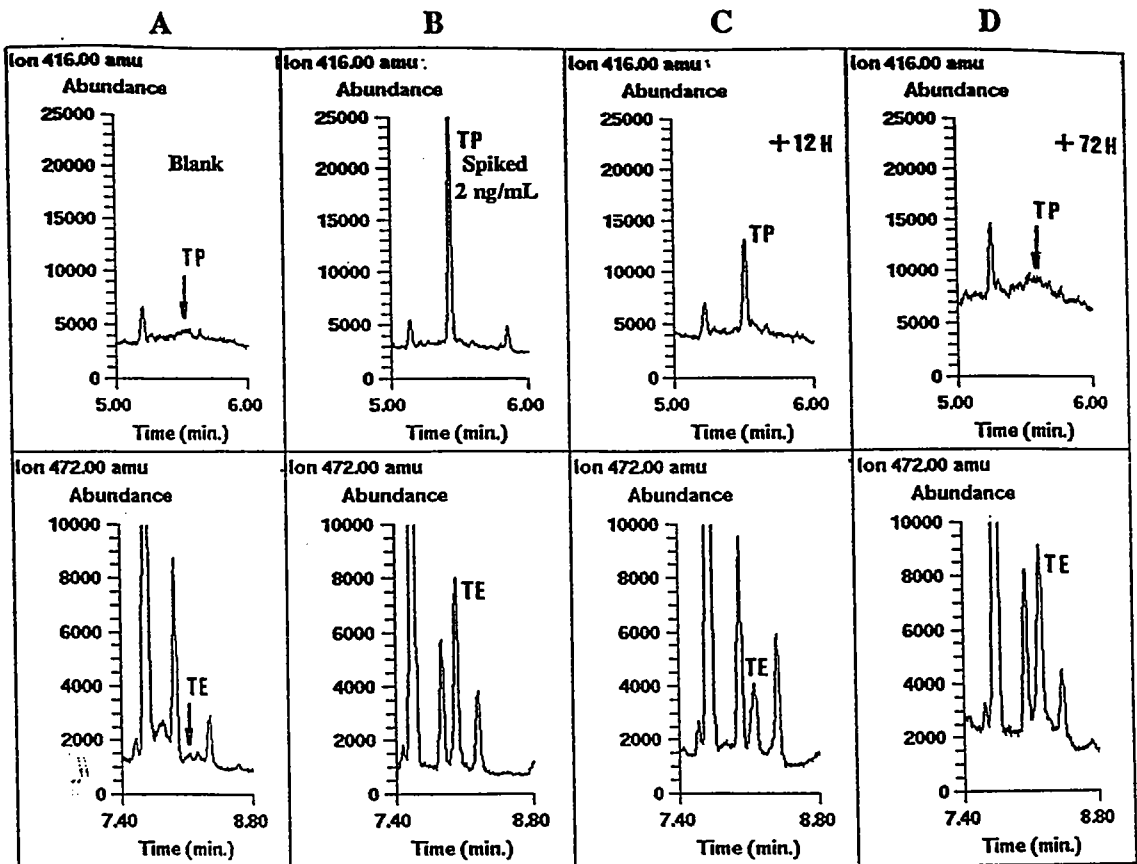 A
B
C
D
Ion 416.00 amu
Abundance
25000
20000
15000
10000
5000
0
Blank
TP
5.00
6.00
Time (min.)
Ion 416.00 amu
Abundance
25000
20000
15000
10000
5000
0
TP
Spiked
2 ng/mL
5.00
6.00
Time (min.)
Ion 416.00 amu
Abundance
25000
20000
15000
10000
5000
0
+12H
TP
5.00
6.00
Time (min.)
Ion 416.00 amu
Abundance
25000
20000
15000
10000
5000
0
+72H
TP
5.00
6.00
Time (min.)
Ion 472.00 amu
Abundance
10000
8000
6000
4000
2000
0
TE
7.40
8.80
Time (min.)
Ion 472.00 amu
Abundance
10000
8000
6000
4000
2000
0
TE
7.40
8.80
Time (min.)
Ion 472.00 amu
Abundance
10000
8000
6000
4000
2000
0
TE
7.40
8.80
Time (min.)
Ion 472.00 amu
Abundance
10000
8000
6000
4000
2000
0
TE
7.40
8.80
Time (min.)